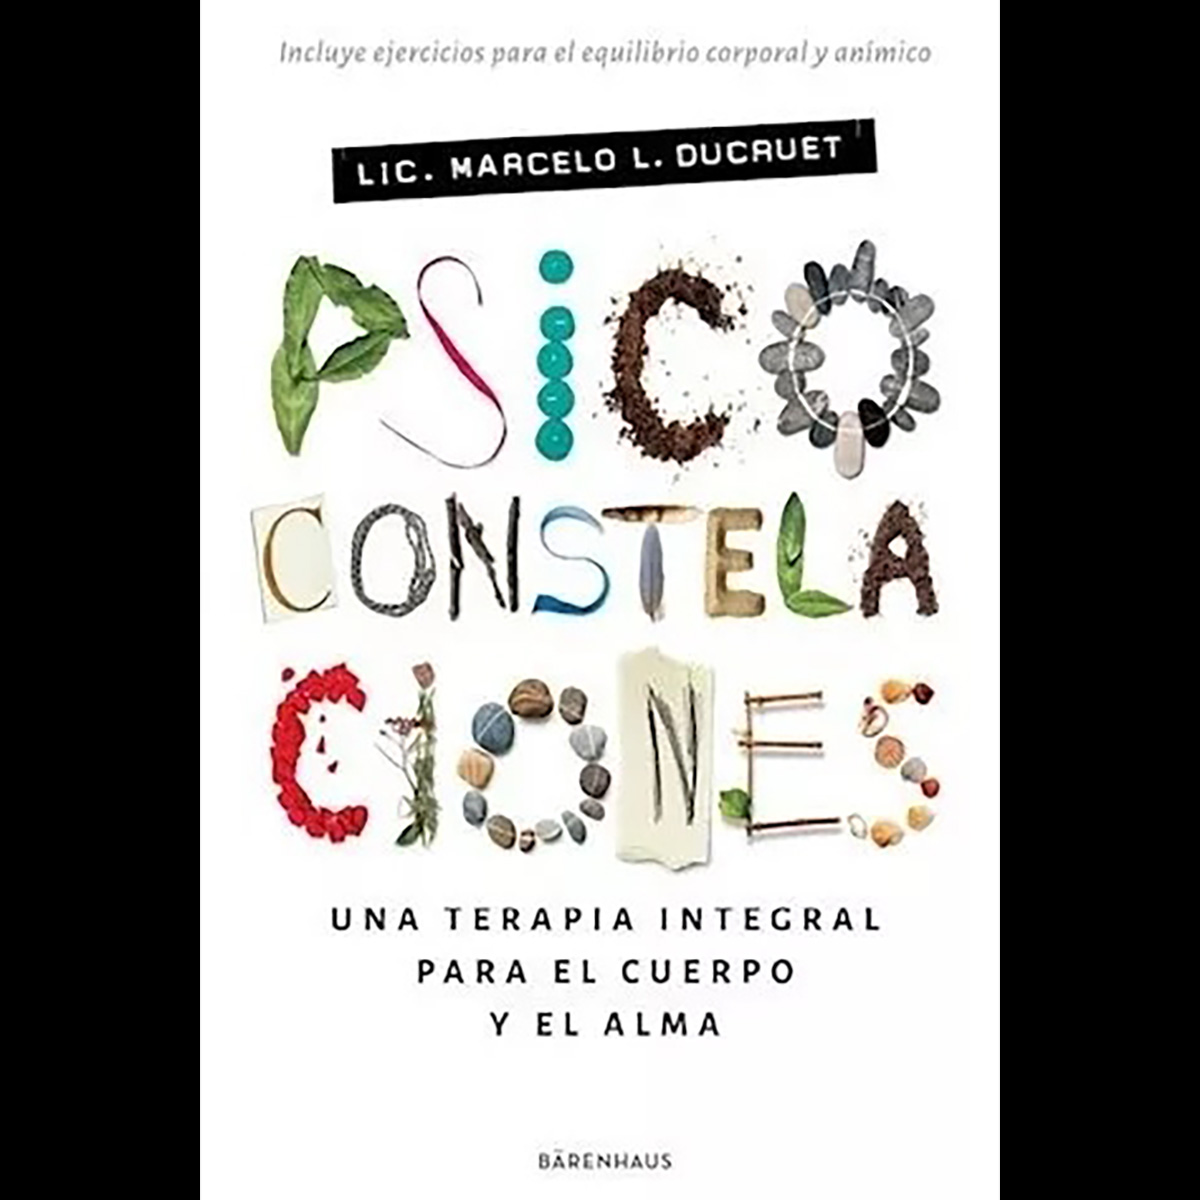 Incluye ejercicios para el equilibrio corporal y anímico
LIC. MARCELO L. DUCRUET
PSICO
CONSTELA
CIONES
UNA TERAPIA INTEGRAL
PARA EL CUERPO
Y EL ALMA
BÄRENHAUS